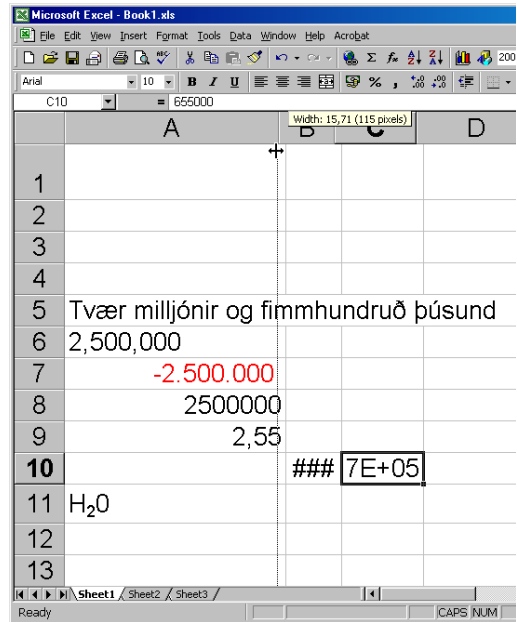 Microsoft Excel - Book1.xls
File Edit View Insert Format Tools Data Window Help Acrobat
200
Arial 10 B I U % ,
C10 = 655000
Width: 15,71 (115 pixels)
A B C D
1
2
3
4
5 Tvær milljónir og fimmhundruð þúsund
6 2,500,000
7 -2.500.000
8 2500000
9 2,55
10 ### 7E+05
11 H₂0
12
13
Sheet1 Sheet2 Sheet3
Ready CAPS NUM